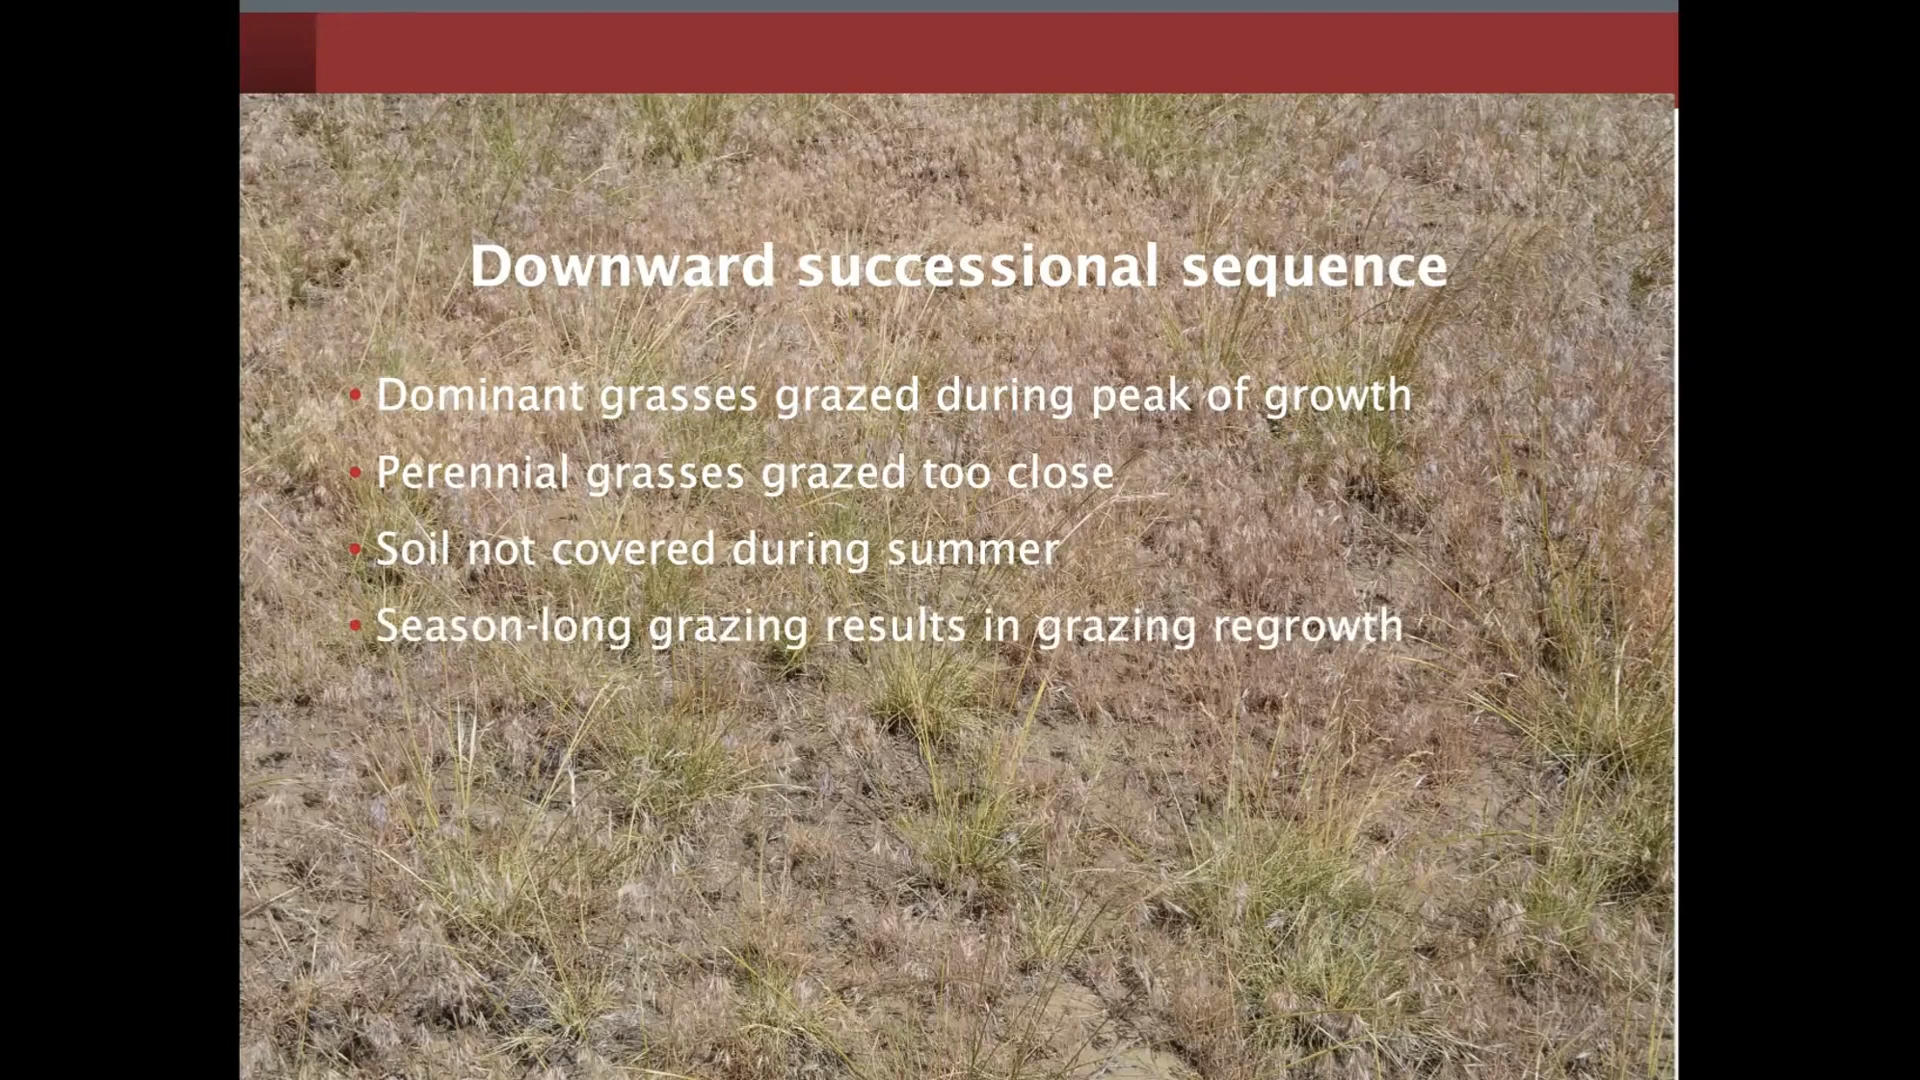 Downward successional sequence
• Dominant grasses grazed during peak of growth
• Perennial grasses grazed too close
• Soil not covered during summer
• Season-long grazing results in grazing regrowth